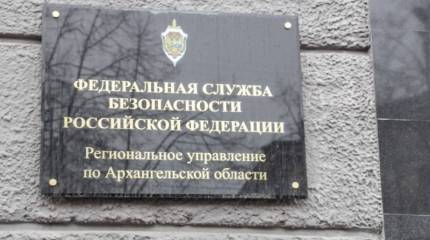 ФЕДЕРАЛЬНАЯ СЛУЖБА
БЕЗОПАСНОСТИ
РОССИЙСКОЙ ФЕДЕРАЦИИ
Региональное управление
по Архангельской области